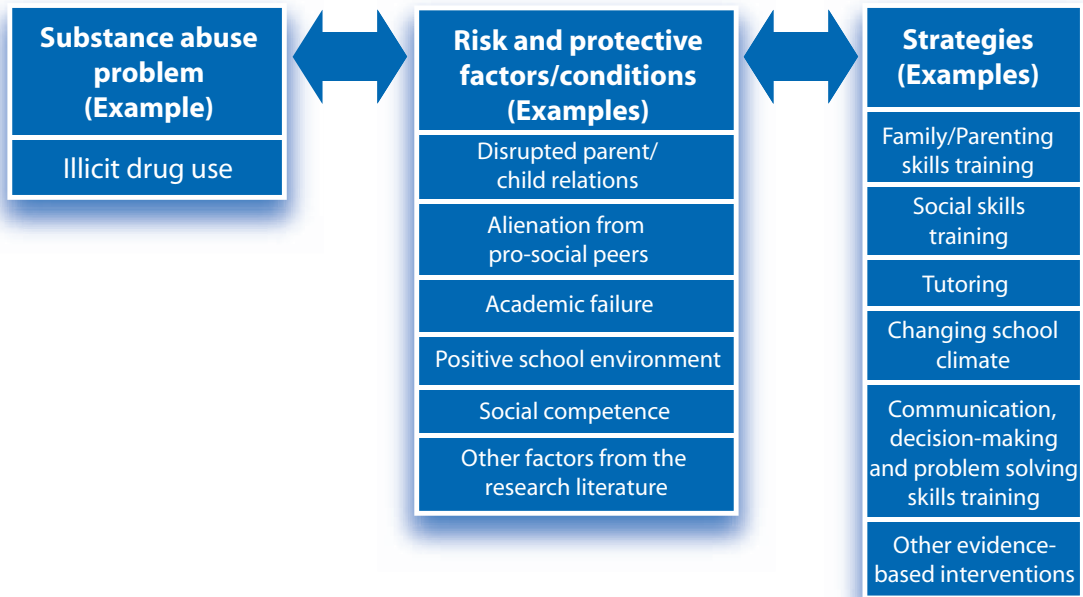 Substance abuse
problem
(Example)
Illicit drug use
Risk and protective
factors/conditions
(Examples)
Disrupted parent/
child relations
Alienation from
pro-social peers
Academic failure
Positive school environment
Social competence
Other factors from the
research literature
Strategies
(Examples)
Family/Parenting
skills training
Social skills
training
Tutoring
Changing school
climate
Communication,
decision-making
and problem solving
skills training
Other evidence-
based interventions